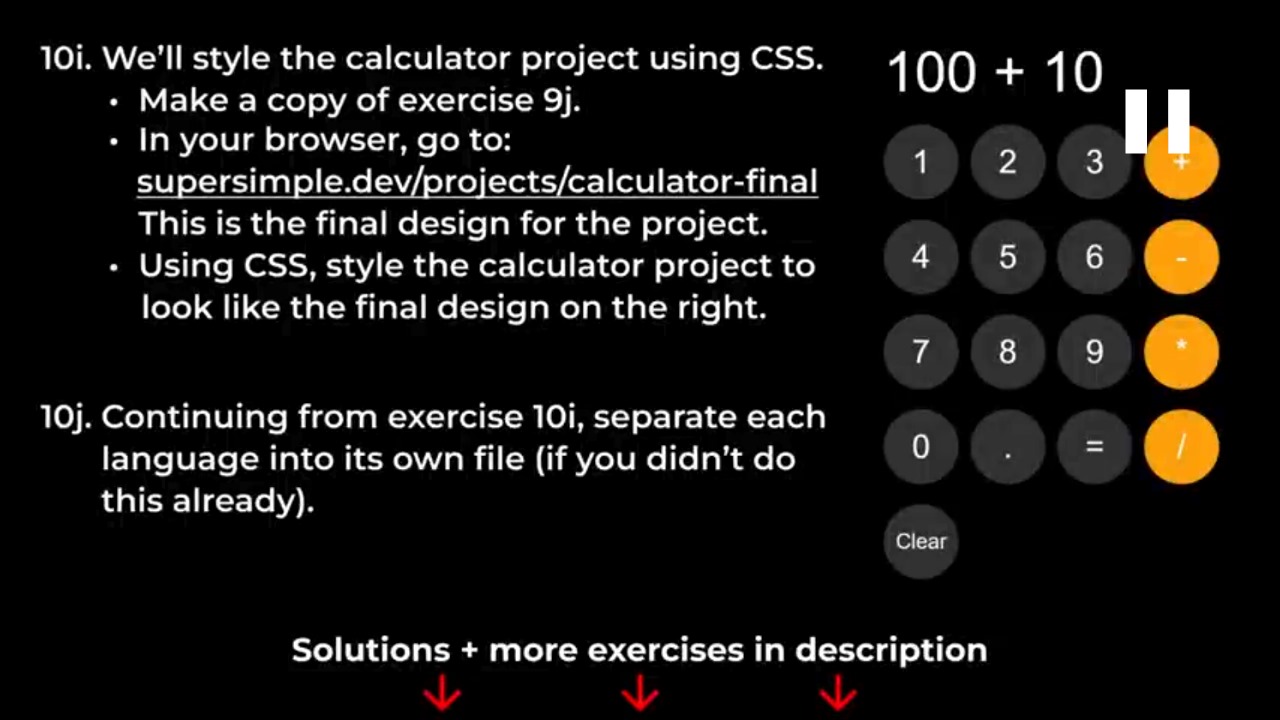 10i. We’ll style the calculator project using CSS.
• Make a copy of exercise 9j.
• In your browser, go to:
supersimple.dev/projects/calculator-final
This is the final design for the project.
• Using CSS, style the calculator project to
look like the final design on the right.
10j. Continuing from exercise 10i, separate each
language into its own file (if you didn’t do
this already).
100 + 10
1 2 3 +
4 5 6 -
7 8 9 *
0 . = /
Clear
Solutions + more exercises in description